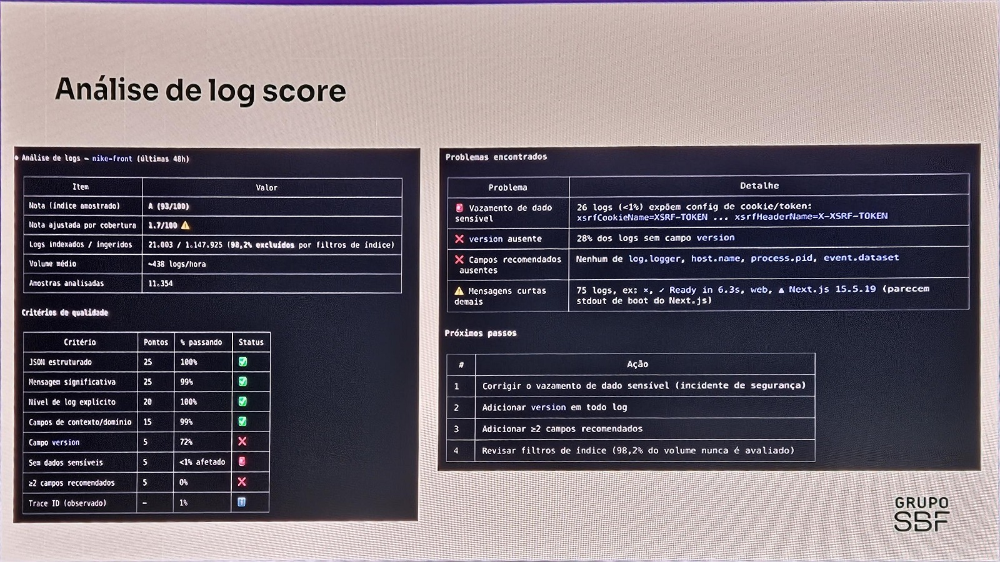 Análise de log score
● Análise de logs — nike-front (últimas 48h)
Item Valor
Nota (índice amostrado) A (93/100)
Nota ajustada por cobertura 1.7/100 ⚠️
Logs indexados / ingeridos 21.003 / 1.147.925 (98,2% excluídos por filtros de índice)
Volume médio ~438 logs/hora
Amostras analisadas 11.354
Critérios de qualidade
Critério Pontos % passando Status
JSON estruturado 25 100% ✅
Mensagem significativa 25 99% ✅
Nível de log explícito 20 100% ✅
Campos de contexto/domínio 15 99% ✅
Campo version 5 72% ❌
Sem dados sensíveis 5 <1% afetado 🚨
≥2 campos recomendados 5 0% ❌
Trace ID (observado) — 1% ℹ️
Problemas encontrados
Problema Detalhe
🚨 Vazamento de dado sensível 26 logs (<1%) expõem config de cookie/token:
xsrfCookieName=XSRF-TOKEN ... xsrfHeaderName=X-XSRF-TOKEN
❌ version ausente 28% dos logs sem campo version
❌ Campos recomendados ausentes Nenhum de log.logger, host.name, process.pid, event.dataset
⚠️ Mensagens curtas demais 75 logs, ex: ×, ✓ Ready in 6.3s, web, ▲ Next.js 15.5.19 (parecem
stdout de boot do Next.js)
Próximos passos
# Ação
1 Corrigir o vazamento de dado sensível (incidente de segurança)
2 Adicionar version em todo log
3 Adicionar ≥2 campos recomendados
4 Revisar filtros de índice (98,2% do volume nunca é avaliado)
GRUPO
SBF